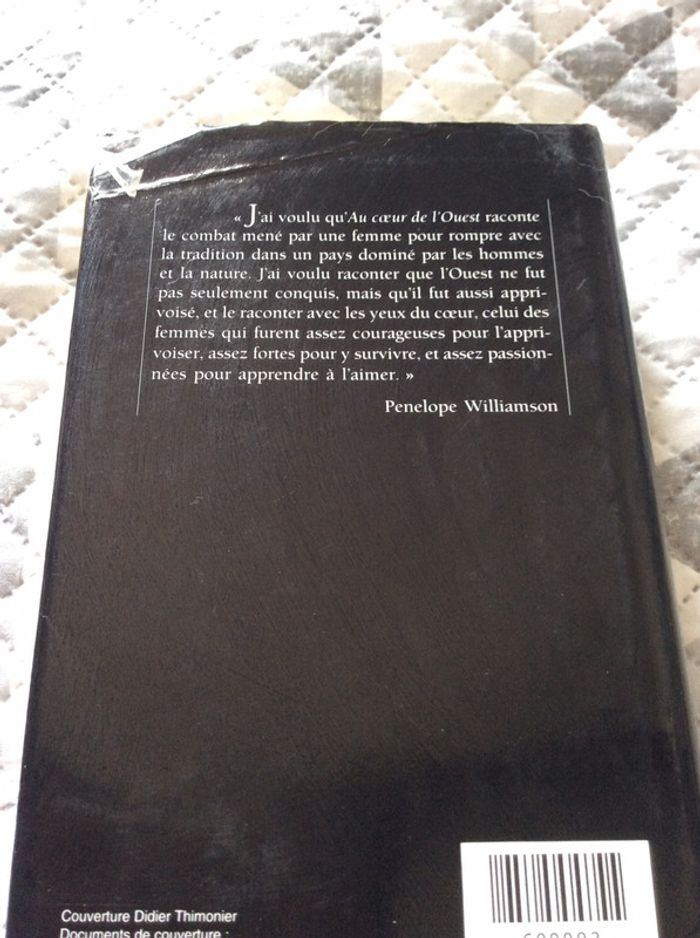 « J'ai voulu qu'Au cœur de l'Ouest raconte
le combat mené par une femme pour rompre avec
la tradition dans un pays dominé par les hommes
et la nature. J'ai voulu raconter que l'Ouest ne fut
pas seulement conquis, mais qu'il fut aussi appri-
voisé, et le raconter avec les yeux du cœur, celui des
femmes qui furent assez courageuses pour l'appri-
voiser, assez fortes pour y survivre, et assez passion-
nées pour apprendre à l'aimer. »
Penelope Williamson
Couverture Didier Thimonier
Documents de couverture :